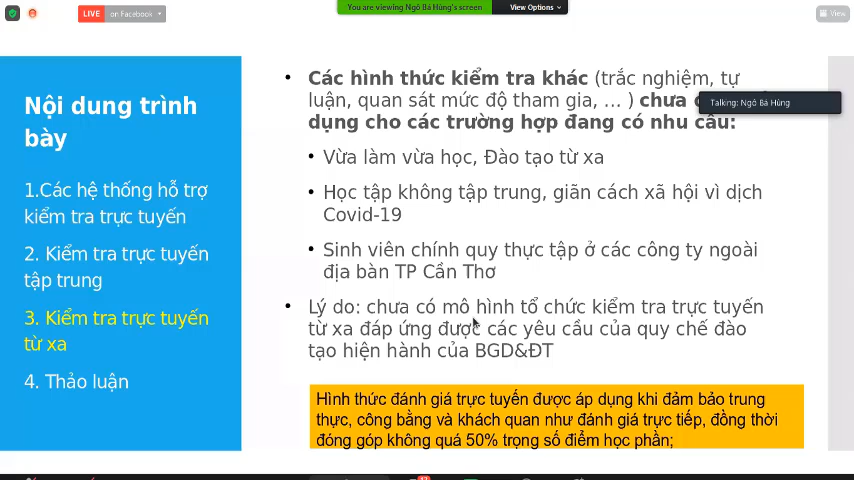 LIVE on Facebook
You are viewing Ngô Bá Hùng's screen
View Options
View
Nội dung trình
bày
1.Các hệ thống hỗ trợ
kiểm tra trực tuyến
2. Kiểm tra trực tuyến
tập trung
3. Kiểm tra trực tuyến
từ xa
4. Thảo luận
• Các hình thức kiểm tra khác (trắc nghiệm, tự
luận, quan sát mức độ tham gia, ... ) chưa
Talking: Ngô Bá Hùng
dụng cho các trường hợp đang có nhu cầu:
• Vừa làm vừa học, Đào tạo từ xa
• Học tập không tập trung, giãn cách xã hội vì dịch
Covid-19
• Sinh viên chính quy thực tập ở các công ty ngoài
địa bàn TP Cần Thơ
• Lý do: chưa có mô hình tổ chức kiểm tra trực tuyến
từ xa đáp ứng được các yêu cầu của quy chế đào
tạo hiện hành của BGD&ĐT
Hình thức đánh giá trực tuyến được áp dụng khi đảm bảo trung
thực, công bằng và khách quan như đánh giá trực tiếp, đồng thời
đóng góp không quá 50% trọng số điểm học phần;